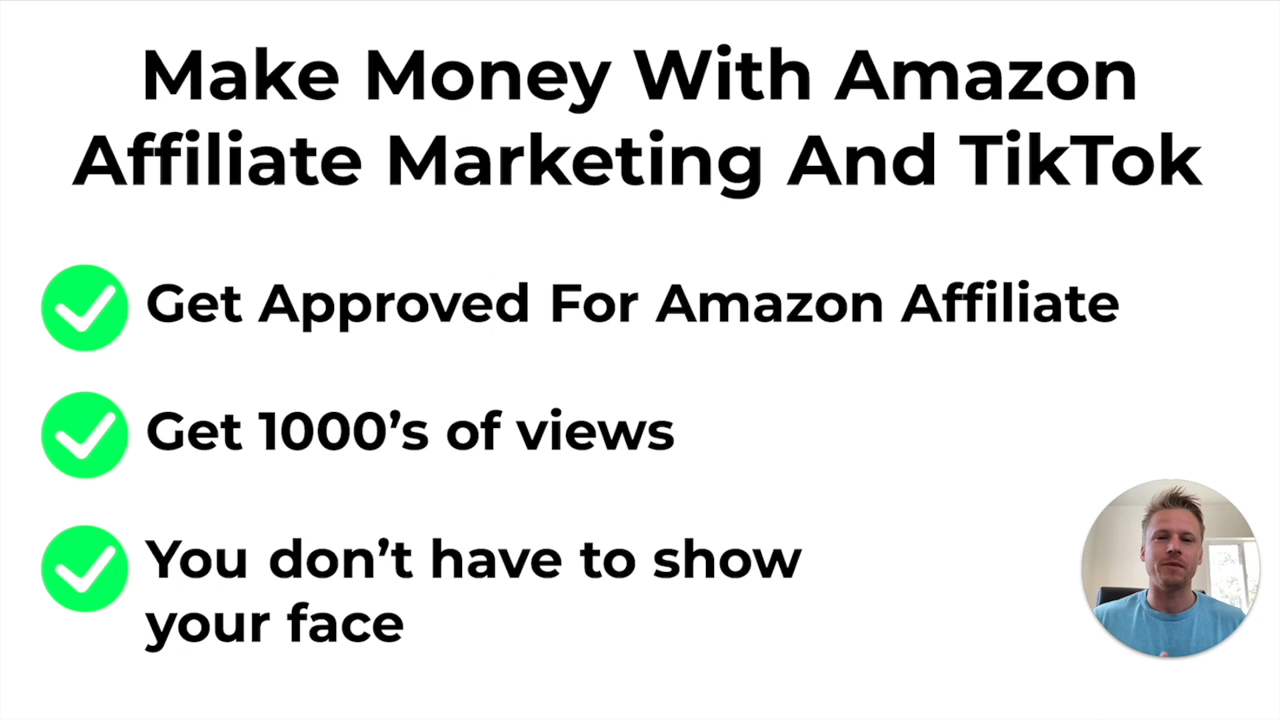 Make Money With Amazon
Affiliate Marketing And TikTok
Get Approved For Amazon Affiliate
Get 1000’s of views
You don’t have to show
your face